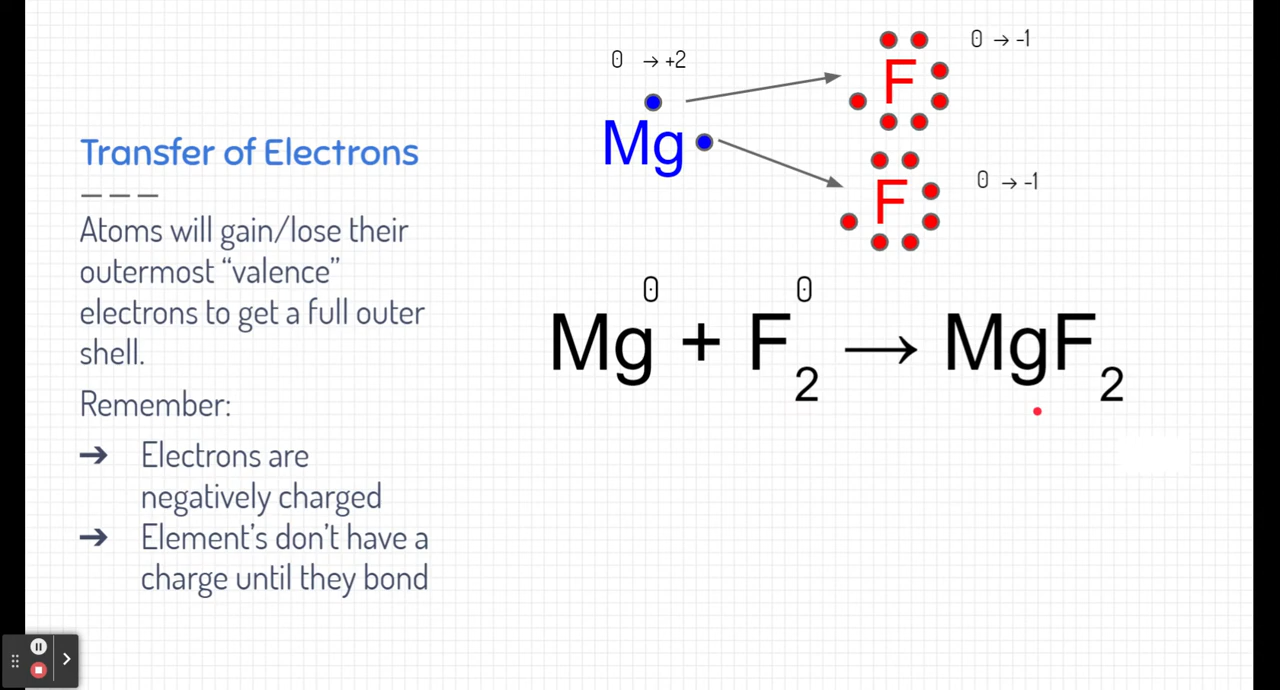 Transfer of Electrons
Atoms will gain/lose their
outermost “valence”
electrons to get a full outer
shell.
Remember:
➔ Electrons are
negatively charged
➔ Element’s don’t have a
charge until they bond
0 → +2
Mg
0 → -1
F
0 → -1
F
0 0
Mg + F2 → MgF2